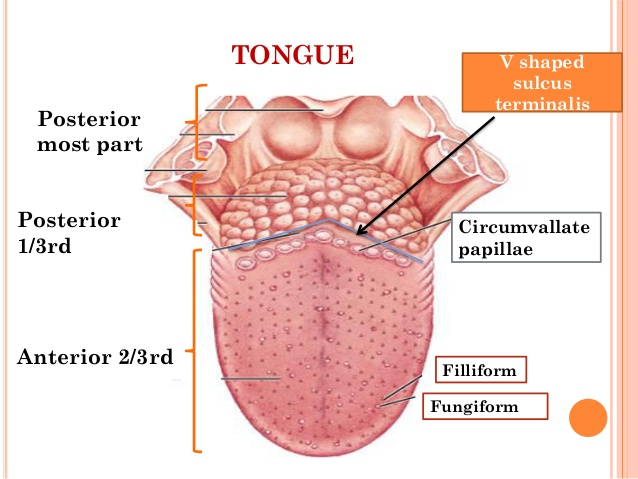 TONGUE
V shaped
sulcus
terminalis
Posterior
most part
Posterior
1/3rd
Circumvallate
papillae
Anterior 2/3rd
Filliform
Fungiform